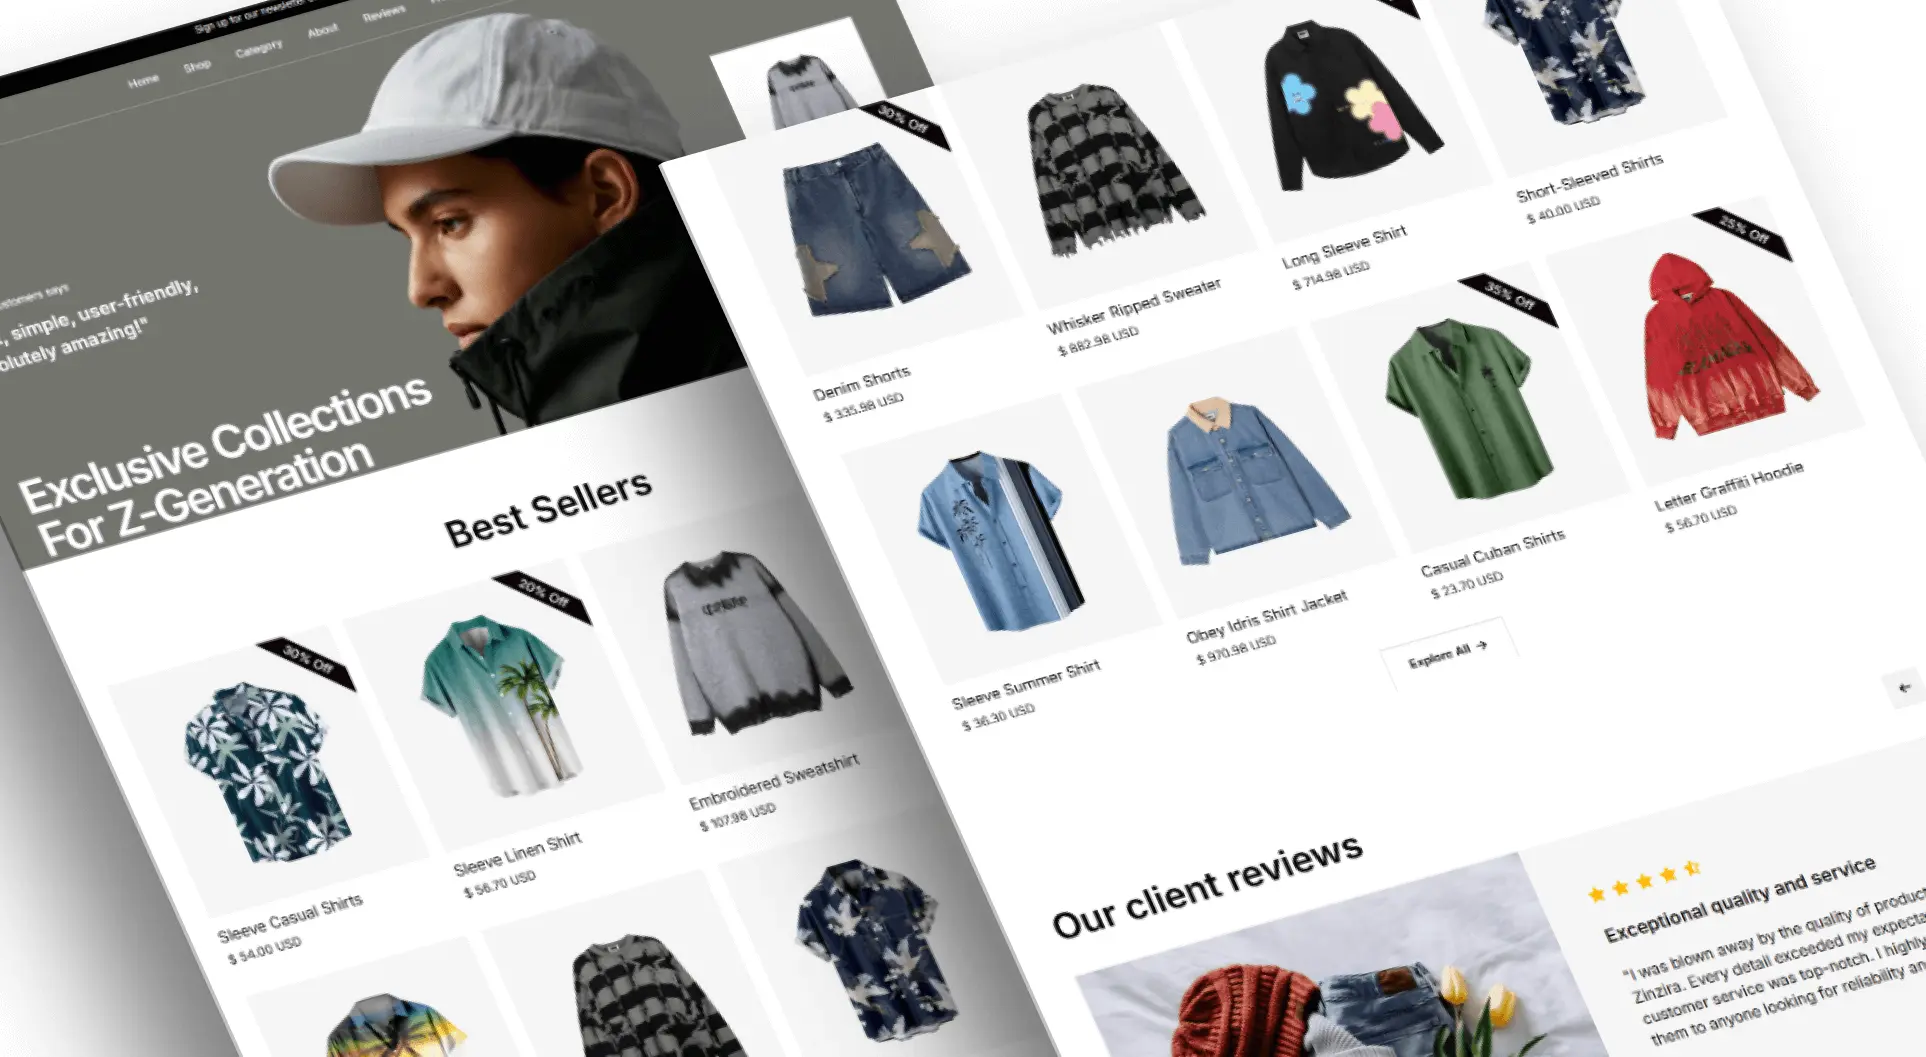 Sign up for our newsletter
Home Shop Category About Reviews
customers says
simple, user-friendly,
amazing!"
Exclusive Collections
For Z-Generation
Best Sellers
30% Off
Sleeve Casual Shirts
$ 54.00 USD
20% Off
Sleeve Linen Shirt
$ 56.70 USD
Embroidered Sweatshirt
$ 107.98 USD
30% Off
Denim Shorts
$ 335.98 USD
Whisker Ripped Sweater
$ 882.98 USD
Long Sleeve Shirt
$ 714.98 USD
Short-Sleeved Shirts
$ 40.00 USD
Sleeve Summer Shirt
$ 36.30 USD
Obey Idris Shirt Jacket
$ 970.98 USD
35% Off
Casual Cuban Shirts
$ 23.70 USD
25% Off
Letter Graffiti Hoodie
$ 56.70 USD
Explore All →
←
Our client reviews
Exceptional quality and service
"I was blown away by the quality of
Zinzira. Every detail exceeded my
customer service was top-notch. I highly
them to anyone looking for reliability